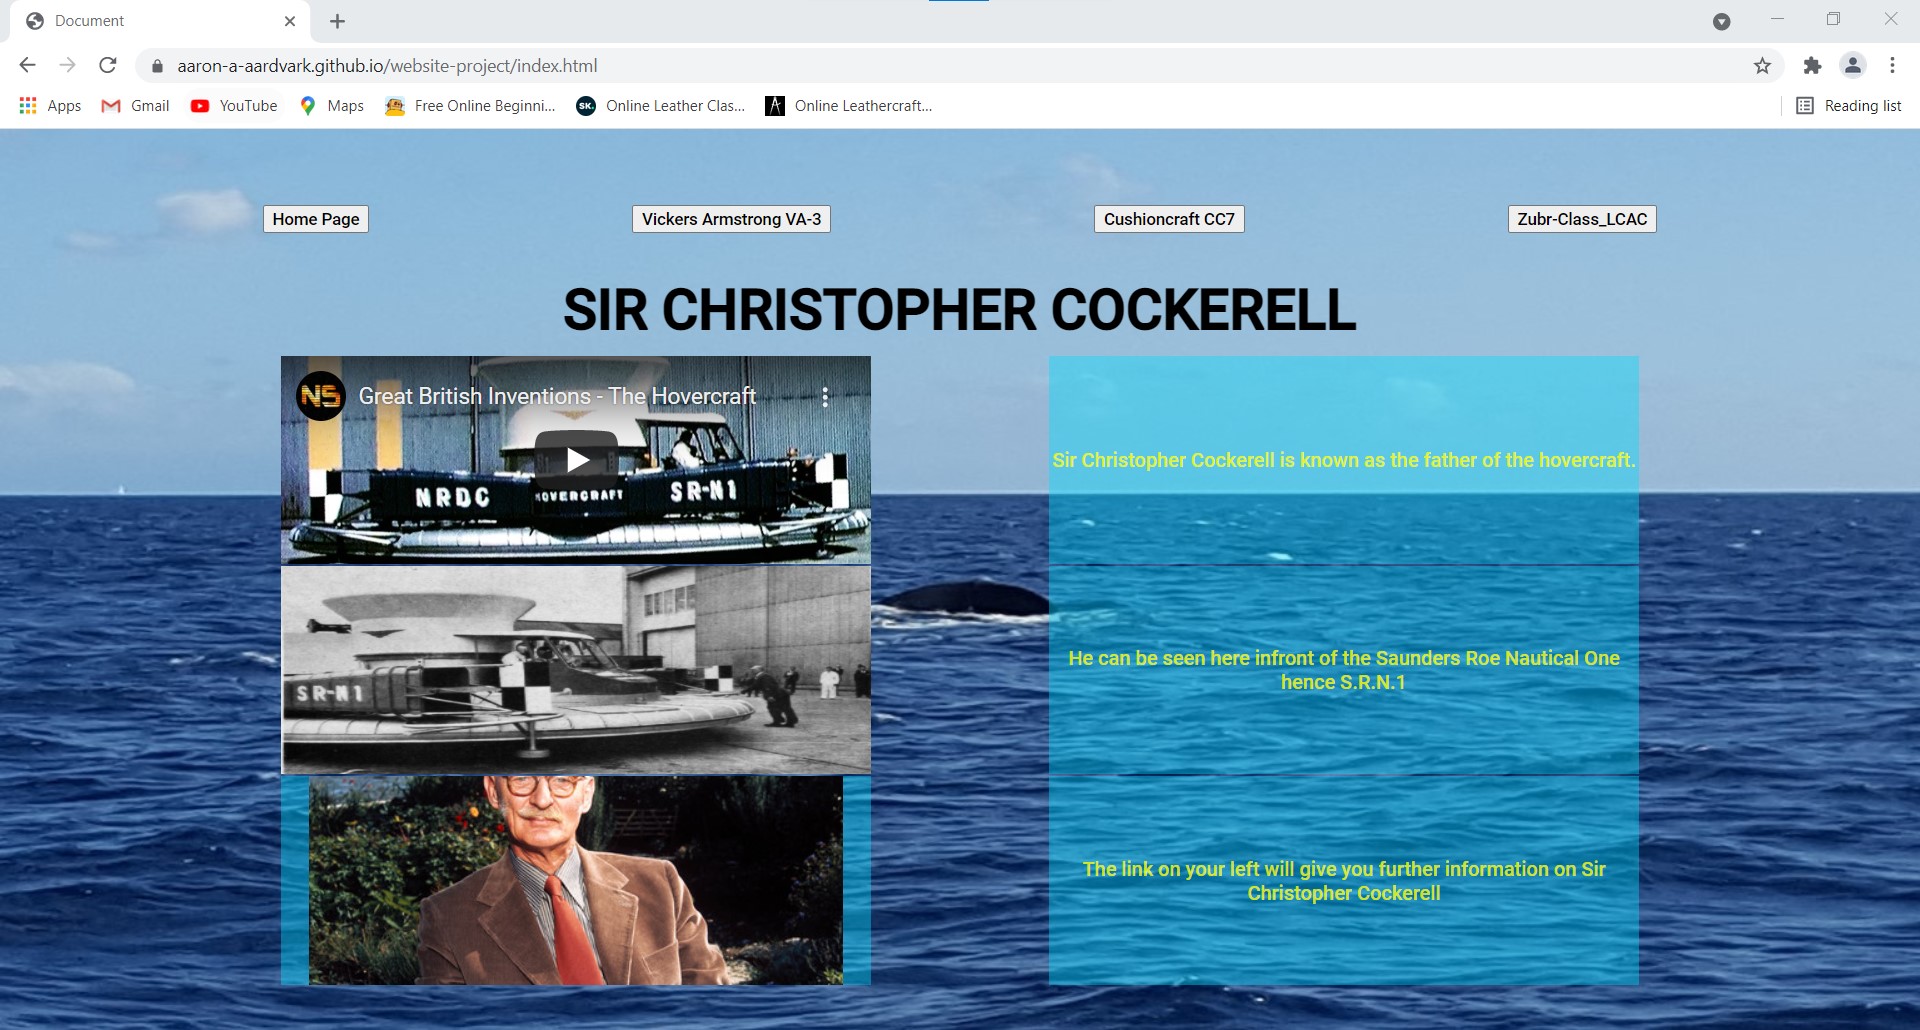 Document
aaron-a-aardvark.github.io/website-project/index.html
Apps Gmail YouTube Maps Free Online Beginni... SK. Online Leather Clas... Online Leathercraft... Reading list
Home Page Vickers Armstrong VA-3 Cushioncraft CC7 Zubr-Class_LCAC
SIR CHRISTOPHER COCKERELL
NS Great British Inventions - The Hovercraft
NRDC HOVERCRAFT SR-N1
Sir Christopher Cockerell is known as the father of the hovercraft.
SR-N1
He can be seen here infront of the Saunders Roe Nautical One
hence S.R.N.1
The link on your left will give you further information on Sir
Christopher Cockerell